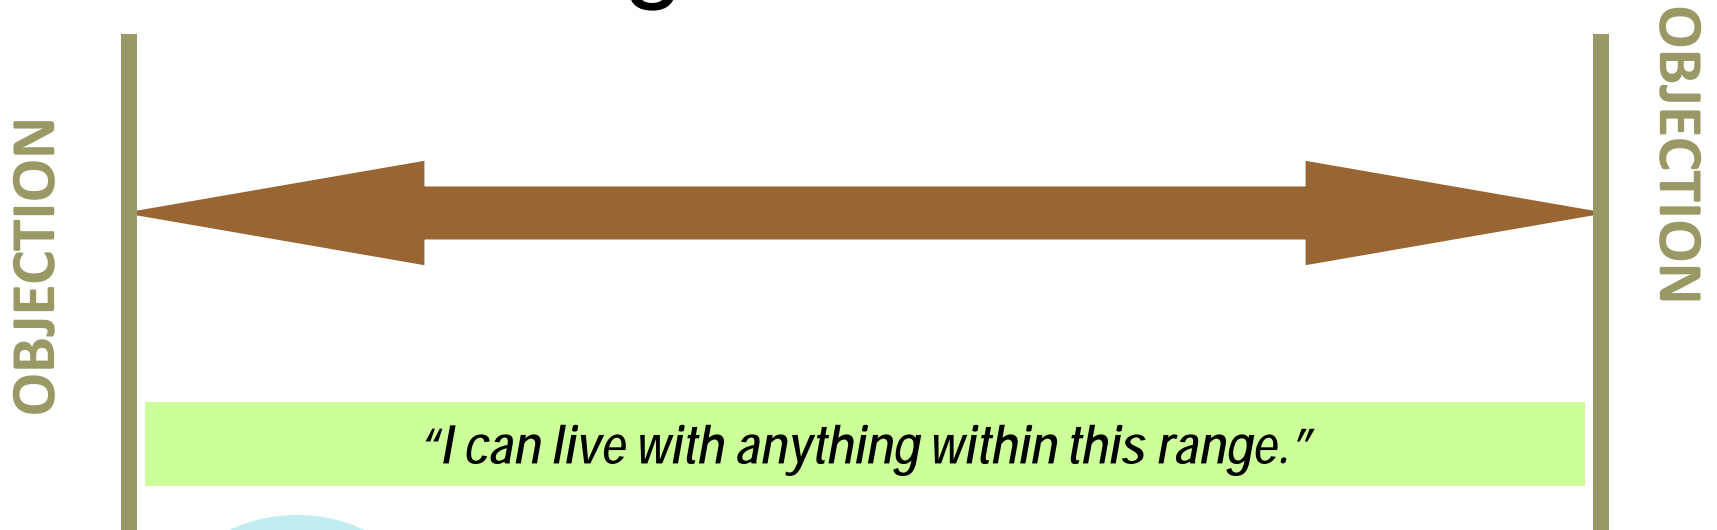 OBJECTION
“I can live with anything within this range.”
OBJECTION